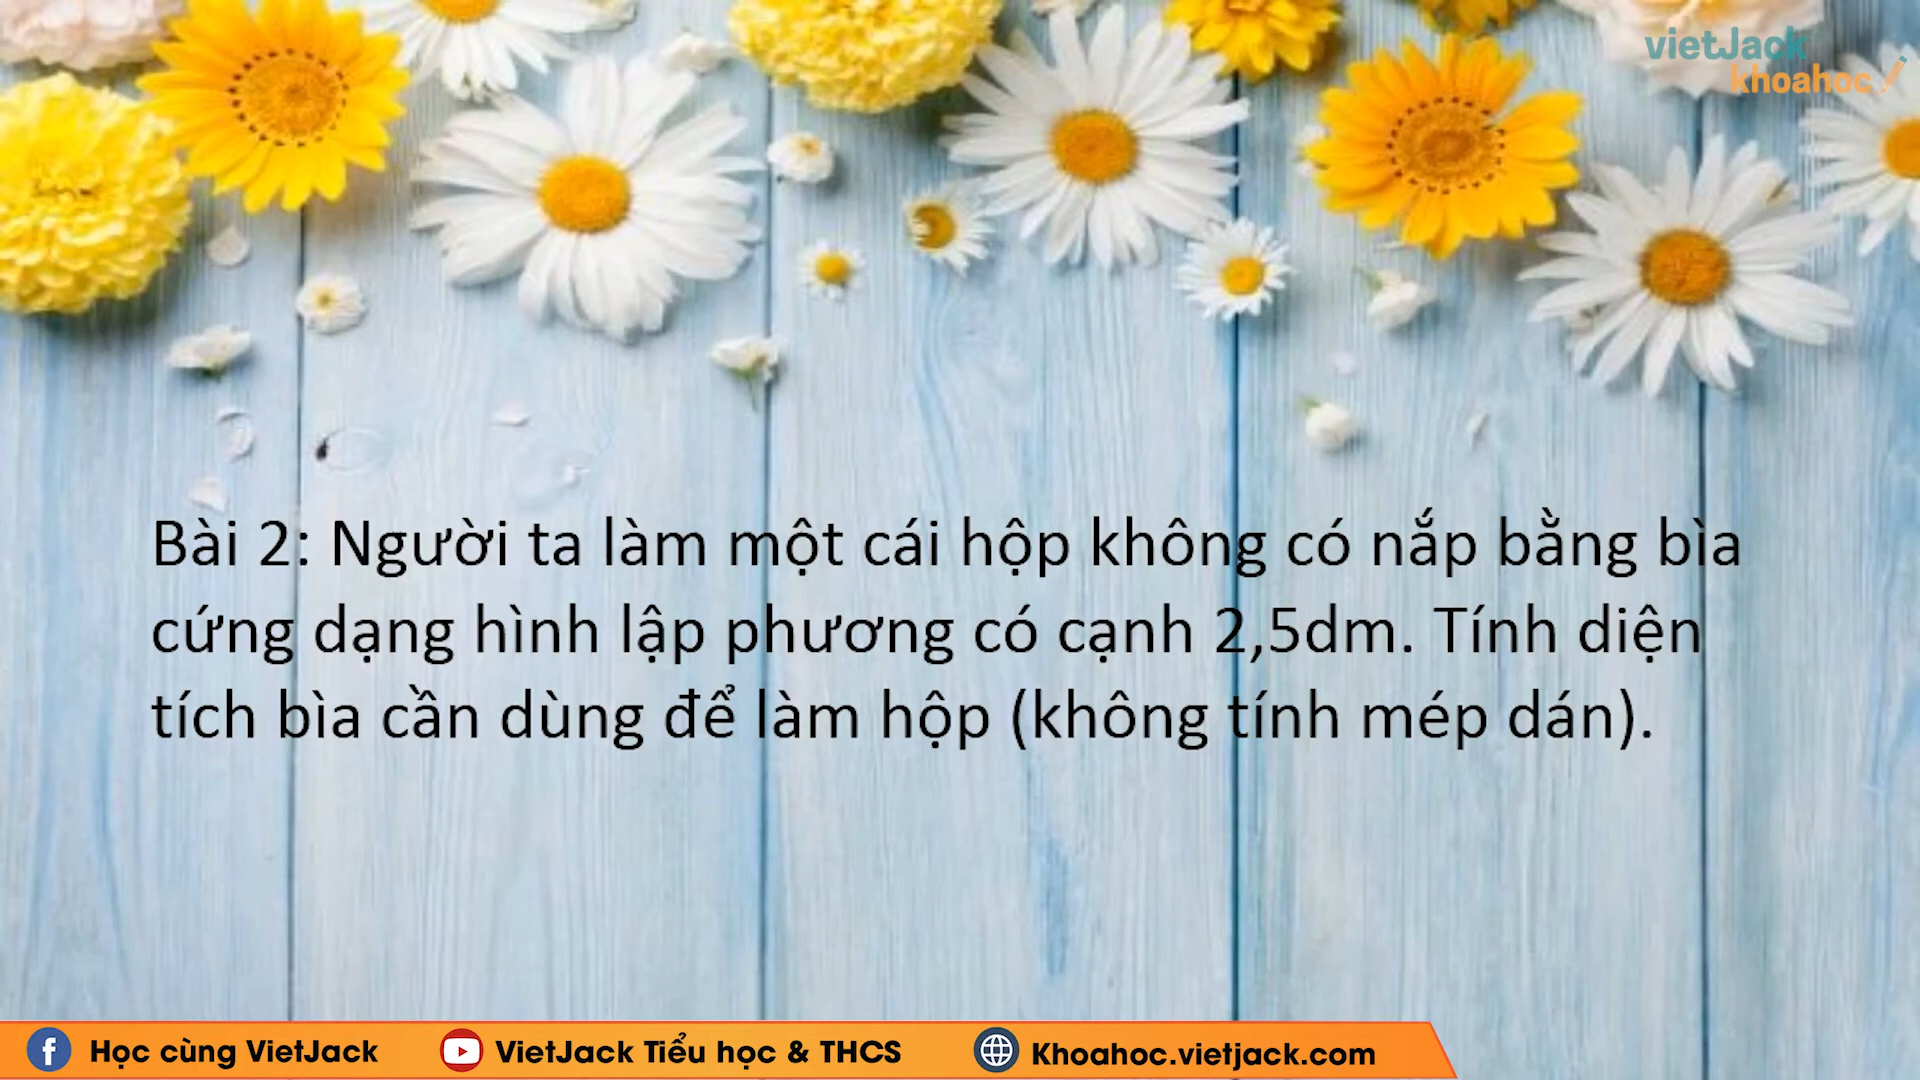 vietJack
khoahoc
Bài 2: Người ta làm một cái hộp không có nắp bằng bìa
cứng dạng hình lập phương có cạnh 2,5dm. Tính diện
tích bìa cần dùng để làm hộp (không tính mép dán).
Học cùng VietJack
VietJack Tiểu học & THCS
Khoahoc.vietjack.com